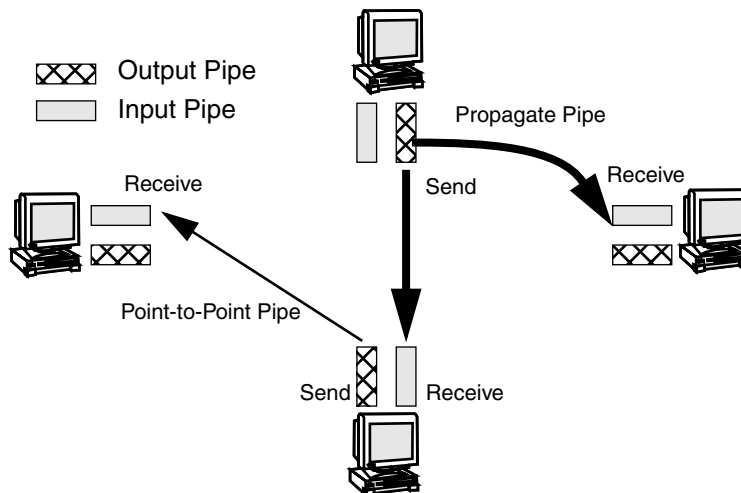 Output Pipe
Input Pipe
Propagate Pipe
Receive
Receive
Send
Point-to-Point Pipe
Send
Receive